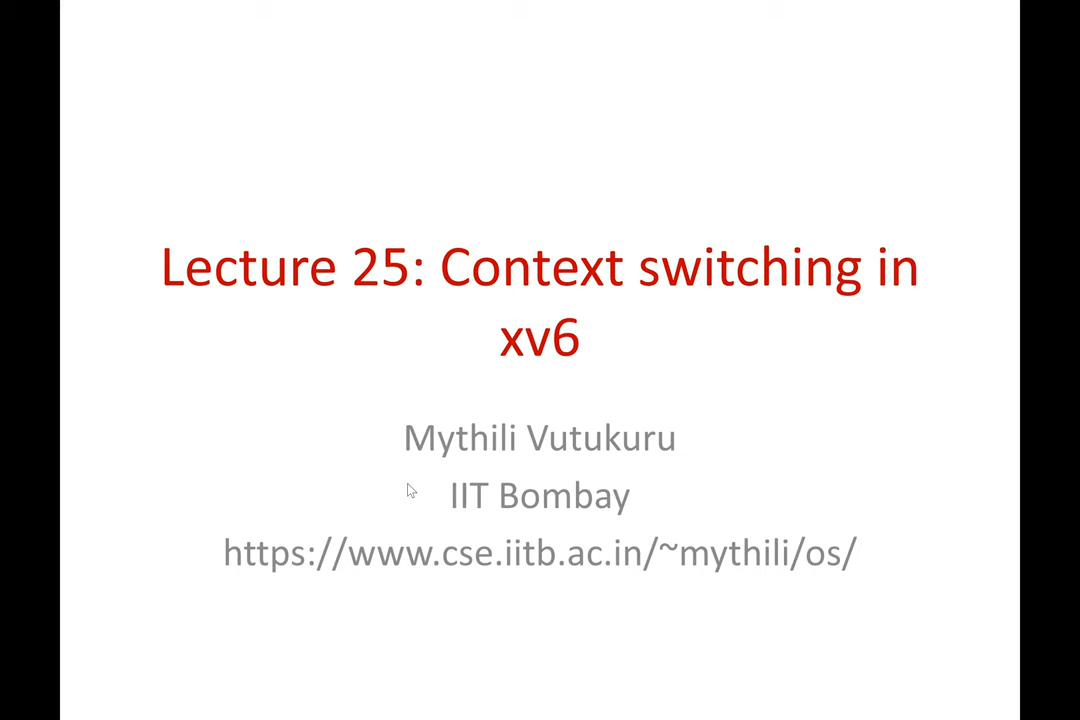 Lecture 25: Context switching in
xv6
Mythili Vutukuru
IIT Bombay
https://www.cse.iitb.ac.in/~mythili/os/